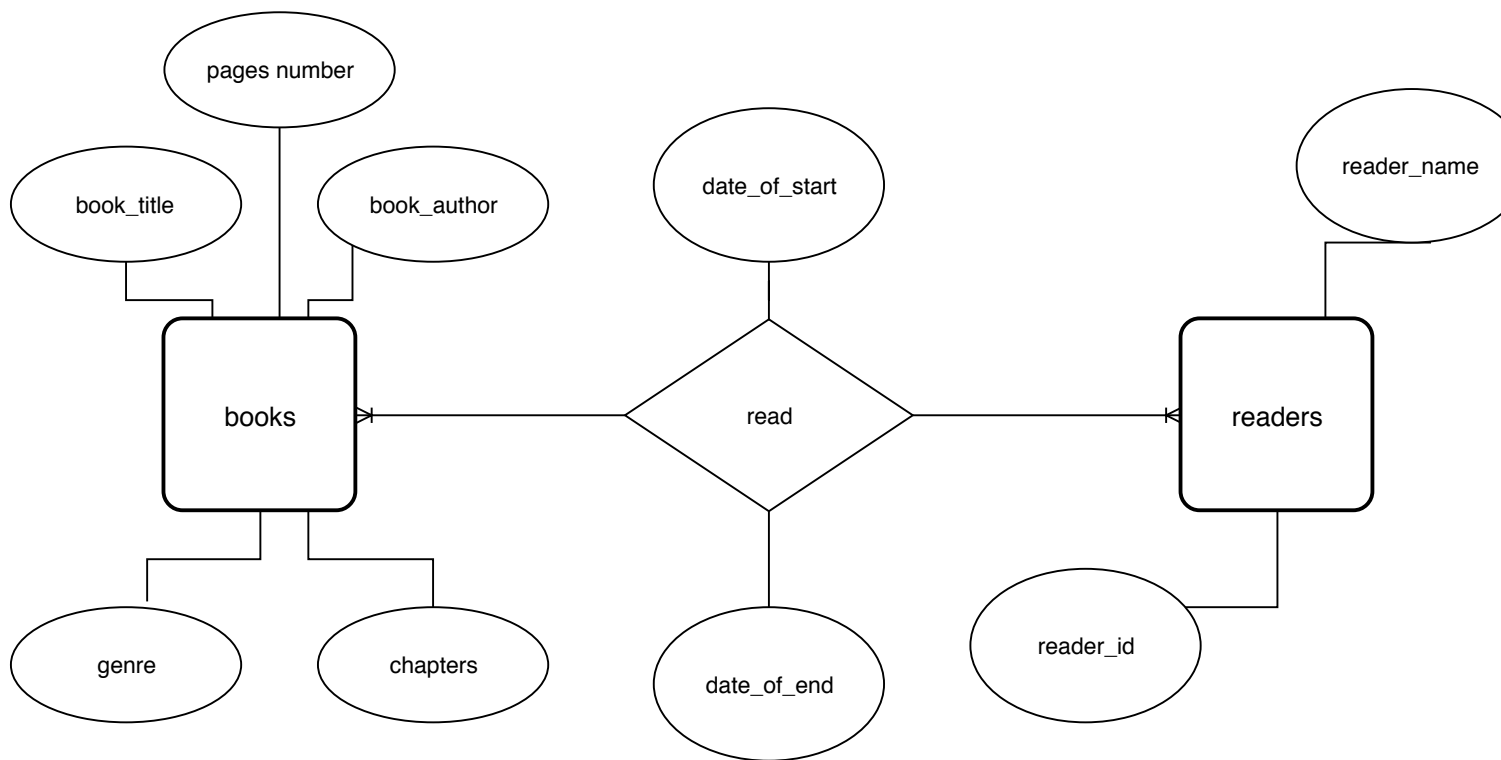 pages number
book_title
book_author
date_of_start
reader_name
books
read
readers
genre
chapters
date_of_end
reader_id